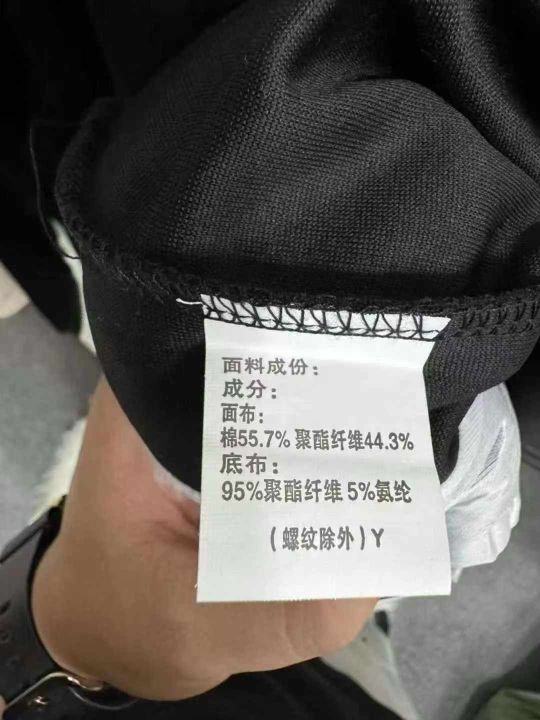 面料成份：
成分：
面布：
棉55.7% 聚酯纤维44.3%
底布：
95%聚酯纤维 5%氨纶
(螺纹除外) Y